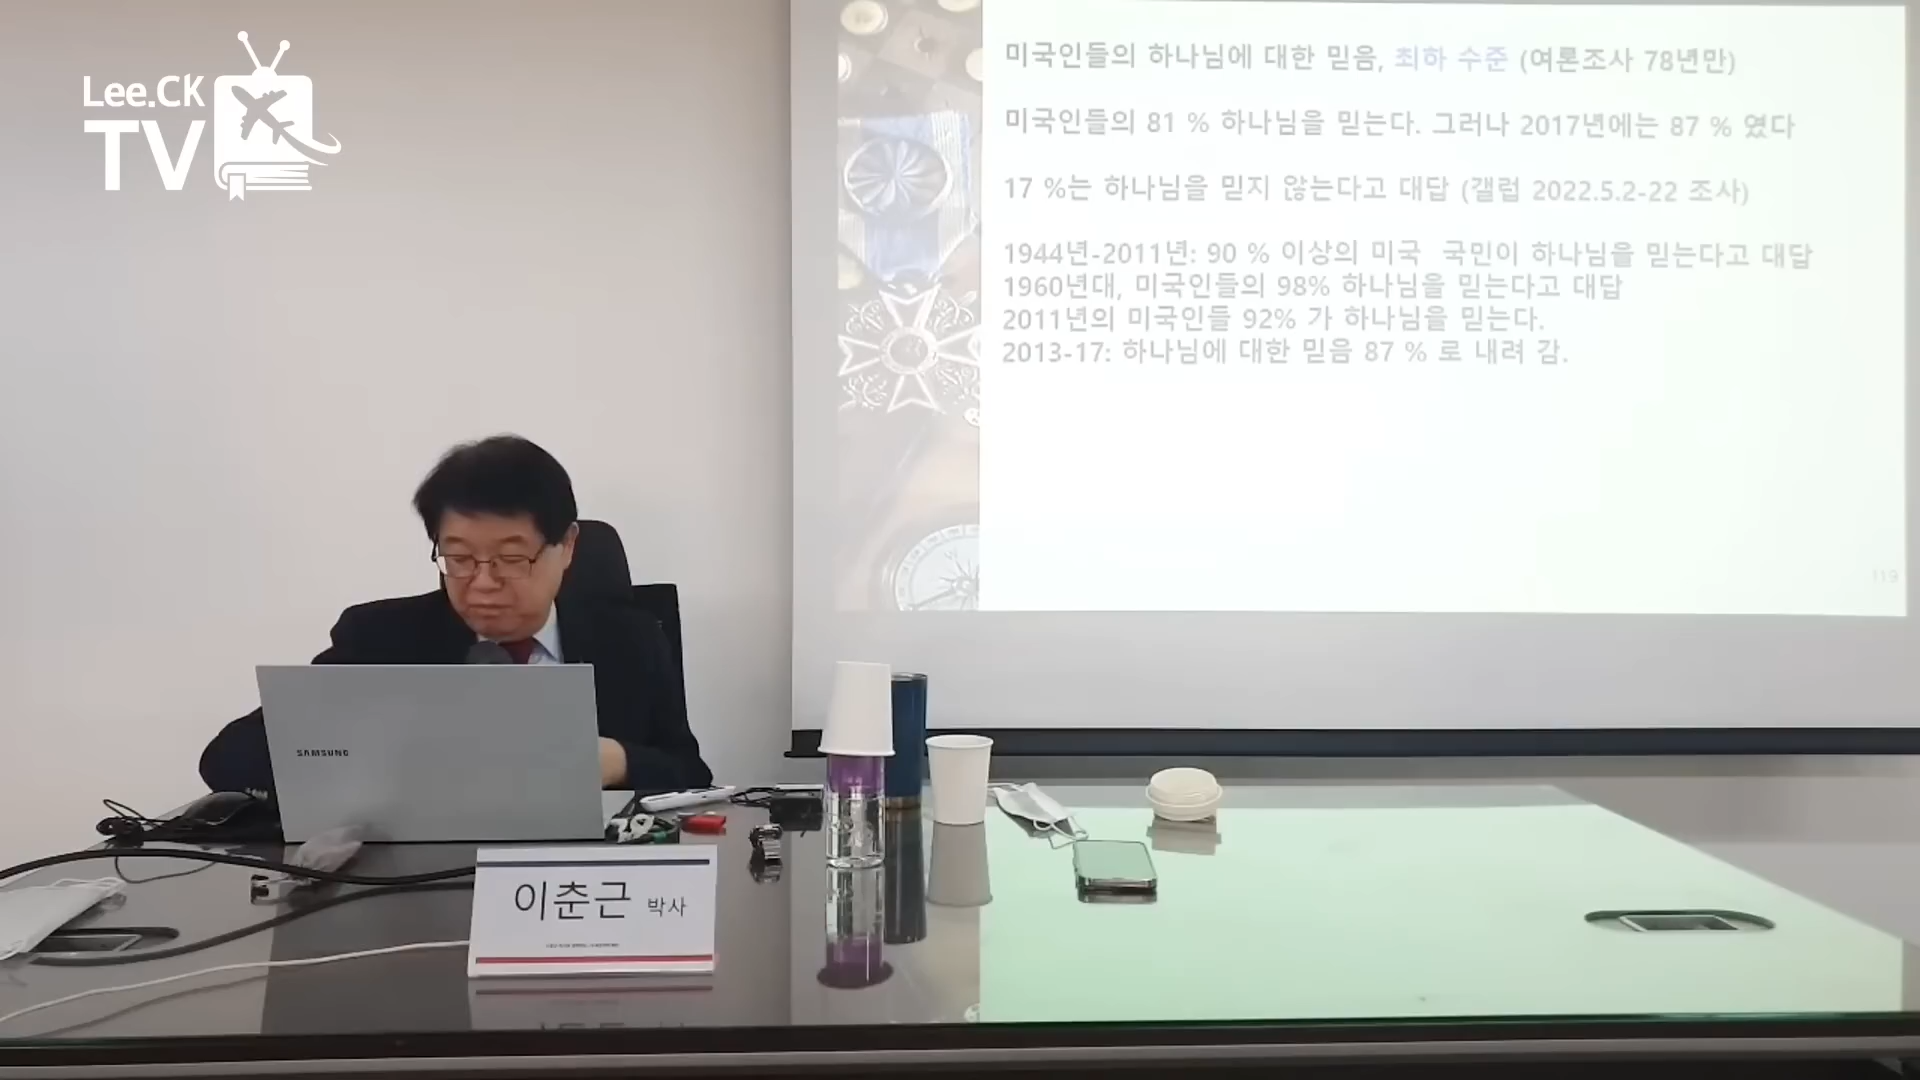 Lee.CK
TV
미국인들의 하나님에 대한 믿음, 최하 수준 (여론조사 78년만)
미국인들의 81 % 하나님을 믿는다. 그러나 2017년에는 87 % 였다
17 %는 하나님을 믿지 않는다고 대답 (갤럽 2022.5.2-22 조사)
1944년-2011년: 90 % 이상의 미국 국민이 하나님을 믿는다고 대답
1960년대, 미국인들의 98% 하나님을 믿는다고 대답
2011년의 미국인들 92% 가 하나님을 믿는다.
2013-17: 하나님에 대한 믿음 87 % 로 내려 감.
119
SAMSUNG
이춘근 박사